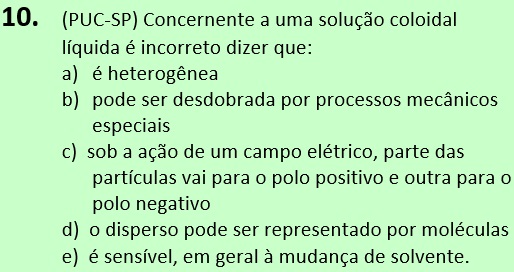 10. (PUC-SP) Concernente a uma solução coloidal
líquida é incorreto dizer que:
a) é heterogênea
b) pode ser desdobrada por processos mecânicos
especiais
c) sob a ação de um campo elétrico, parte das
partículas vai para o polo positivo e outra para o
polo negativo
d) o disperso pode ser representado por moléculas
e) é sensível, em geral à mudança de solvente.